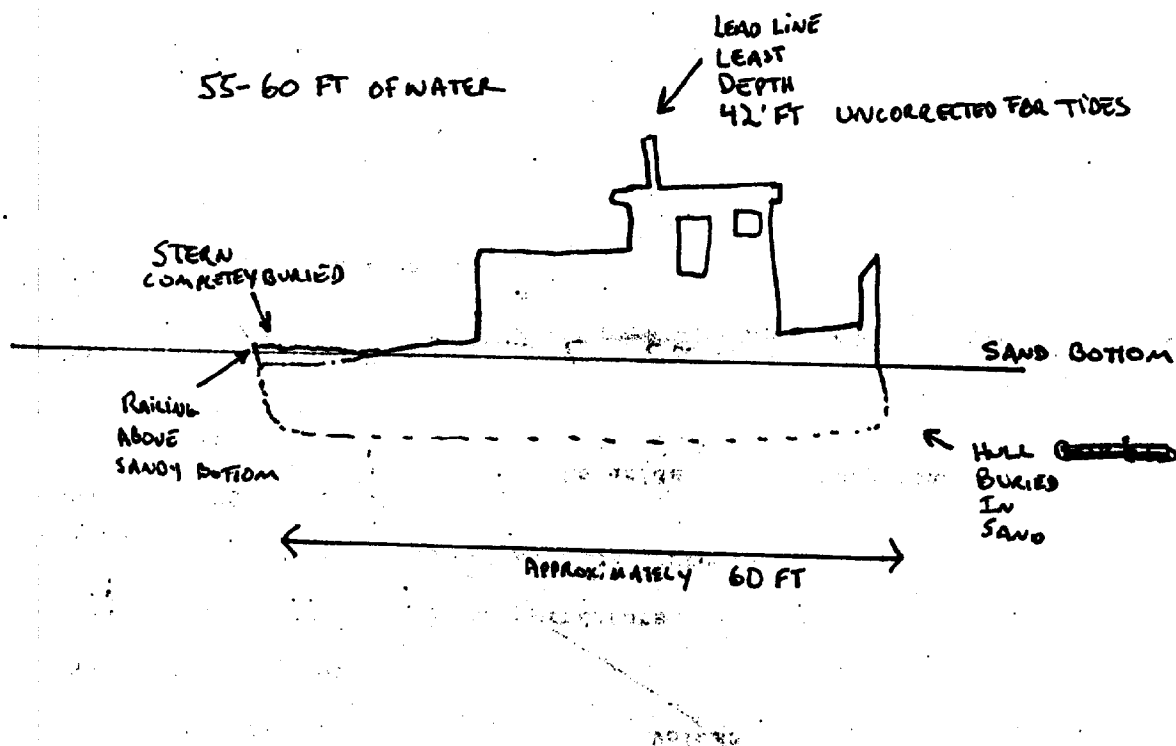 LEAD LINE
LEAST
DEPTH
42' FT UNCORRECTED FOR TIDES
55-60 FT OF WATER
STERN
COMPLETEY BURIED
SAND BOTTOM
RAILING
ABOVE
SANDY BOTTOM
HULL
BURIED
IN
SAND
APPROXIMATELY 60 FT